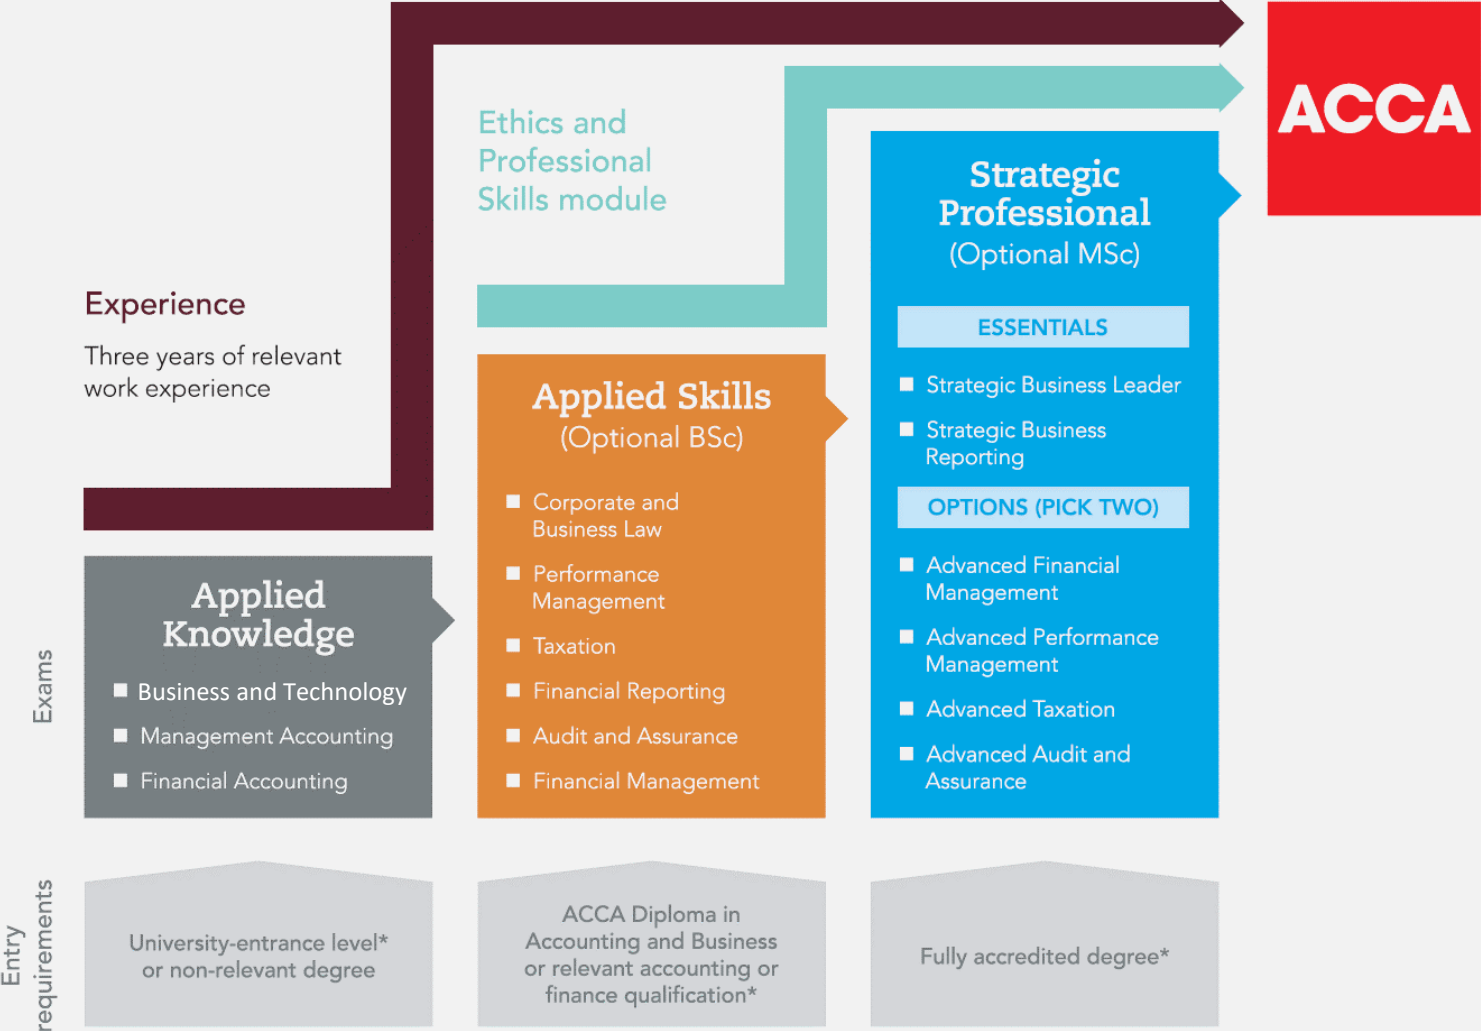 ACCA
Ethics and
Professional
Skills module
Experience
Three years of relevant
work experience
Exams
Applied
Knowledge
Business and Technology
Management Accounting
Financial Accounting
Applied Skills
(Optional BSc)
Corporate and
Business Law
Performance
Management
Taxation
Financial Reporting
Audit and Assurance
Financial Management
Strategic
Professional
(Optional MSc)
ESSENTIALS
Strategic Business Leader
Strategic Business
Reporting
OPTIONS (PICK TWO)
Advanced Financial
Management
Advanced Performance
Management
Advanced Taxation
Advanced Audit and
Assurance
Entry
requirements
University-entrance level*
or non-relevant degree
ACCA Diploma in
Accounting and Business
or relevant accounting or
finance qualification*
Fully accredited degree*